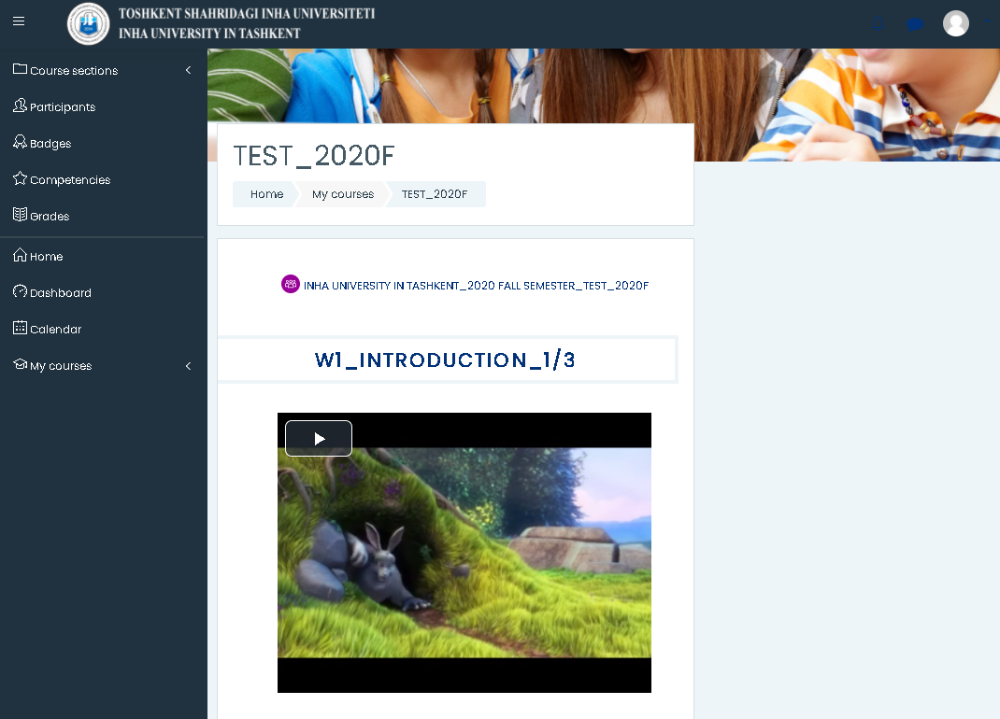 TOSHKENT SHAHRIDAGI INHA UNIVERSITETI
INHA UNIVERSITY IN TASHKENT
Course sections
Participants
Badges
Competencies
Grades
Home
Dashboard
Calendar
My courses
TEST_2020F
Home My courses TEST_2020F
INHA UNIVERSITY IN TASHKENT_2020 FALL SEMESTER_TEST_2020F
W1_INTRODUCTION_1/3